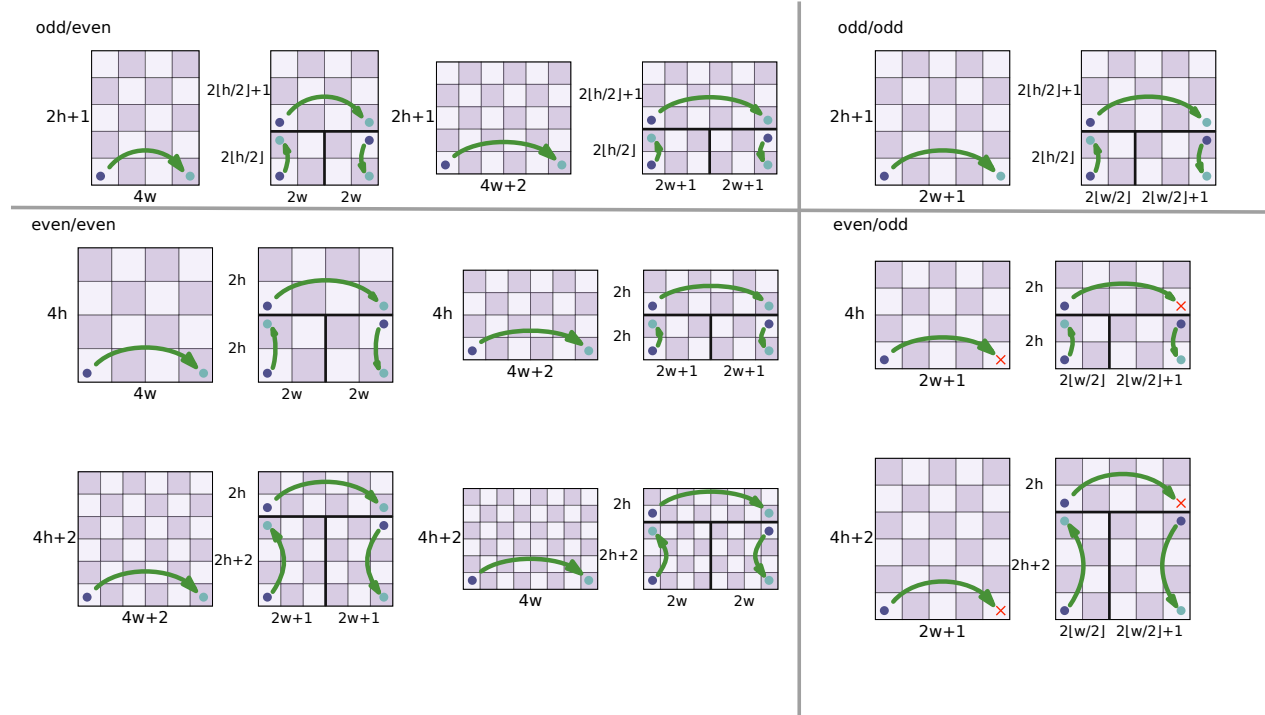 odd/even
odd/odd
2h+1
4w
2⌊h/2⌋+1
2⌊h/2⌋
2w
2w
2h+1
4w+2
2⌊h/2⌋+1
2⌊h/2⌋
2w+1
2w+1
2h+1
2w+1
2⌊h/2⌋+1
2⌊h/2⌋
2⌊w/2⌋
2⌊w/2⌋+1
even/even
even/odd
4h
4w
2h
2h
2w
2w
4h
4w+2
2h
2h
2w+1
2w+1
4h
2w+1
2h
2h
2⌊w/2⌋
2⌊w/2⌋+1
4h+2
4w+2
2h
2h+2
2w+1
2w+1
4h+2
4w
2h
2h+2
2w
2w
4h+2
2w+1
2h
2h+2
2⌊w/2⌋
2⌊w/2⌋+1